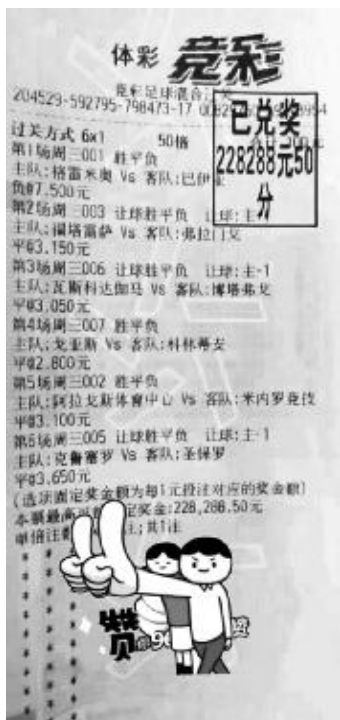 体彩 竞彩
竞彩足球混合
204529-592795-798473-17
过关方式 6x1 50倍
第1场周三001 胜平负
主队:格雷米奥 Vs 客队:巴伊亚
负@7.500元
第2场周三003 让球胜平负 让球:主
主队:福塔雷萨 Vs 客队:弗拉门戈
平@3.150元
第3场周三006 让球胜平负 让球:主-1
主队:瓦斯科达伽马 Vs 客队:博塔弗戈
平@3.050元
第4场周三007 胜平负
主队:戈亚斯 Vs 客队:科林蒂安
平@2.800元
第5场周三002 胜平负
主队:阿拉戈斯体育中心 Vs 客队:米内罗竞技
平@3.100元
第6场周三005 让球胜平负 让球:主-1
主队:克鲁塞罗 Vs 客队:圣保罗
平@3.650元
(选项固定奖金额为每1元投注对应的奖金额)
本票最高 定奖金:228,288.50元
单倍注 注;共1注
已兑奖
228288元50
分